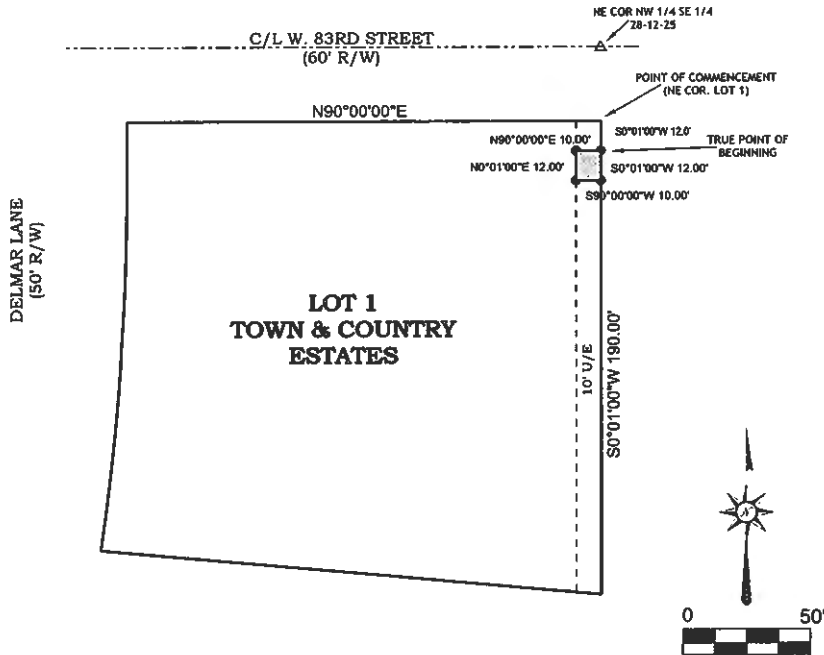 NE COR NW 1/4 SE 1/4
28-12-25
C/L W. 83RD STREET
(60' R/W)
POINT OF COMMENCEMENT
(NE COR. LOT 1)
N90°00'00"E
S0°01'00"W 12.0'
N90°00'00"E 10.00'
TRUE POINT OF
BEGINNING
N0°01'00"E 12.00'
S0°01'00"W 12.00'
S90°00'00"W 10.00'
DELMAR LANE
(50' R/W)
LOT 1
TOWN & COUNTRY
ESTATES
10' U/E
S0°01'00"W 190.00'
N
0 50'